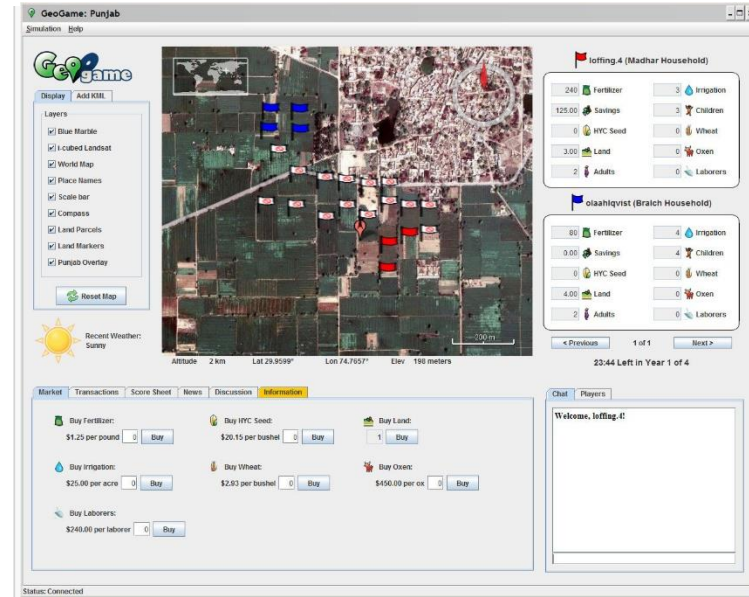 GeoGame: Punjab
Simulation Help
Geogame
Display Add KML
Layers
Blue Marble
i-cubed Landsat
World Map
Place Names
Scale bar
Compass
Land Parcels
Land Markers
Punjab Overlay
Reset Map
Recent Weather:
Sunny
200 m
Altitude 2 km Lat 29.9599° Lon 74.7657° Elev 198 meters
loffing.4 (Madhar Household)
240 Fertilizer 3 Irrigation
125.00 Savings 3 Children
0 HYC Seed 0 Wheat
3.00 Land 0 Oxen
2 Adults 0 Laborers
olaahlqvist (Braich Household)
80 Fertilizer 4 Irrigation
0.00 Savings 4 Children
0 HYC Seed 0 Wheat
4.00 Land 0 Oxen
2 Adults 0 Laborers
< Previous 1 of 1 Next >
23:44 Left in Year 1 of 4
Market Transactions Score Sheet News Discussion Information
Buy Fertilizer: Buy HYC Seed: Buy Land:
$1.25 per pound 0 Buy $20.15 per bushel 0 Buy 1 Buy
Buy Irrigation: Buy Wheat: Buy Oxen:
$25.00 per acre 0 Buy $2.93 per bushel 0 Buy $450.00 per ox 0 Buy
Buy Laborers:
$240.00 per laborer 0 Buy
Chat Players
Welcome, loffing.4!
Status: Connected